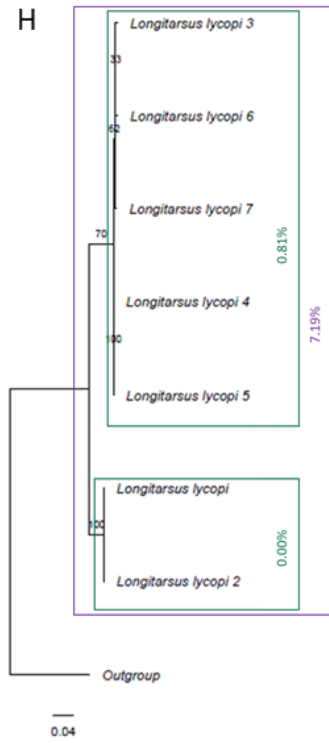 H
Longitarsus lycopi 3
33
Longitarsus lycopi 6
62
Longitarsus lycopi 7
70
0.81%
7.19%
Longitarsus lycopi 4
100
Longitarsus lycopi 5
Longitarsus lycopi
100
0.00%
Longitarsus lycopi 2
Outgroup
0.04